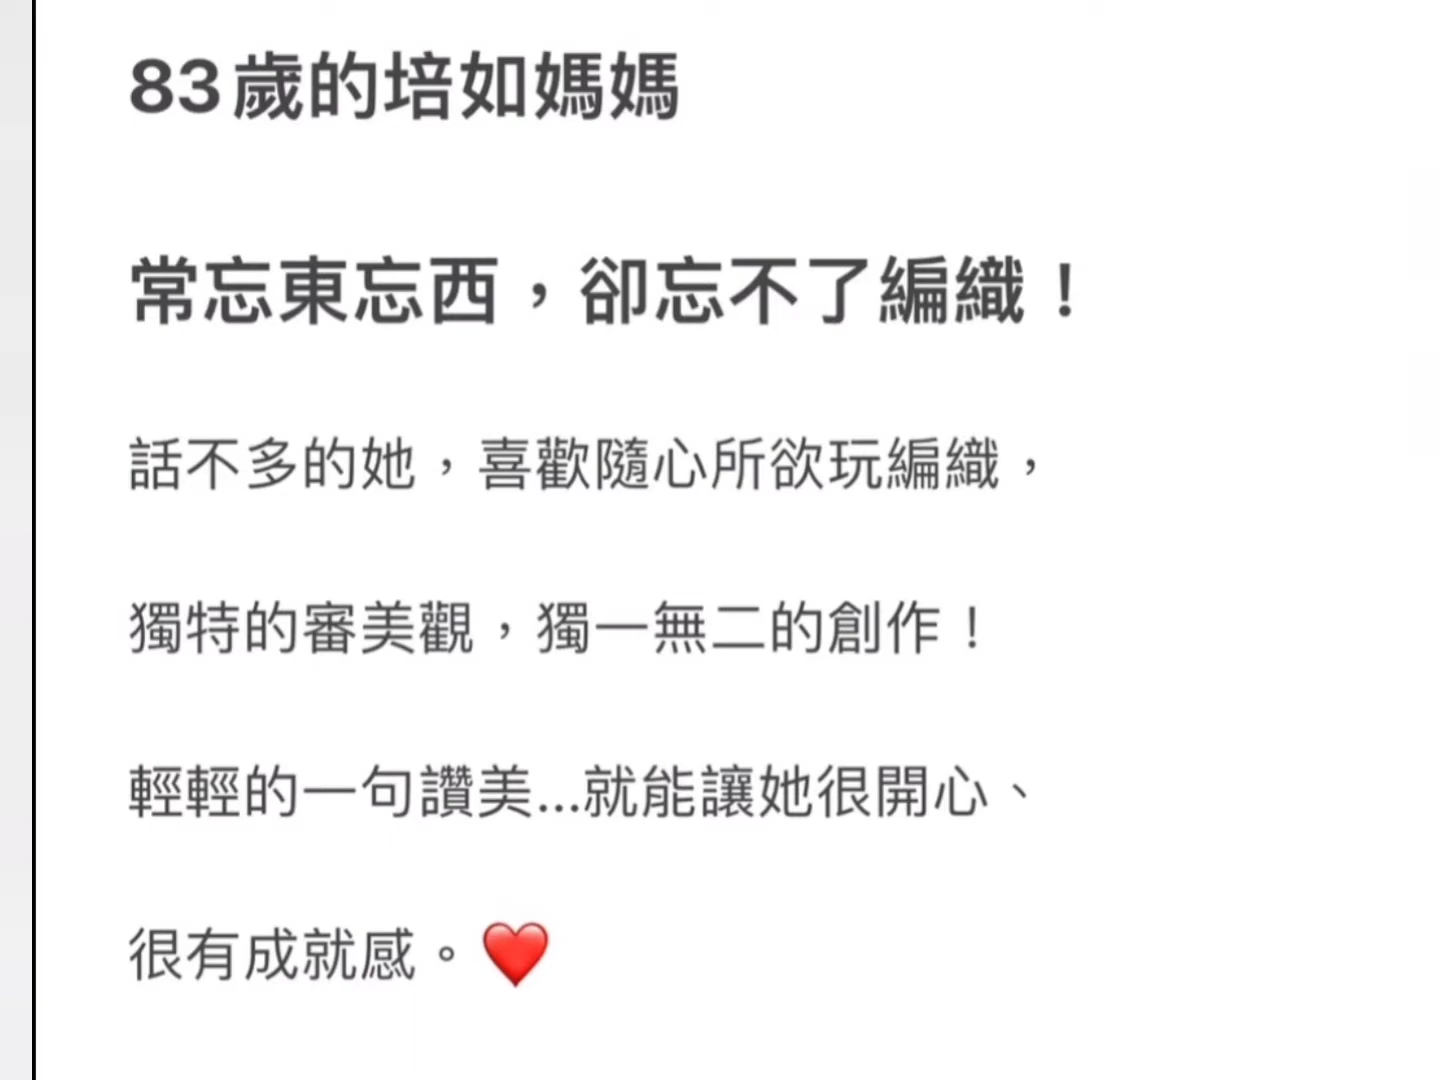 83歲的培如媽媽
常忘東忘西，卻忘不了編織！
話不多的她，喜歡隨心所欲玩編織，
獨特的審美觀，獨一無二的創作！
輕輕的一句讚美...就能讓她很開心、
很有成就感。❤️